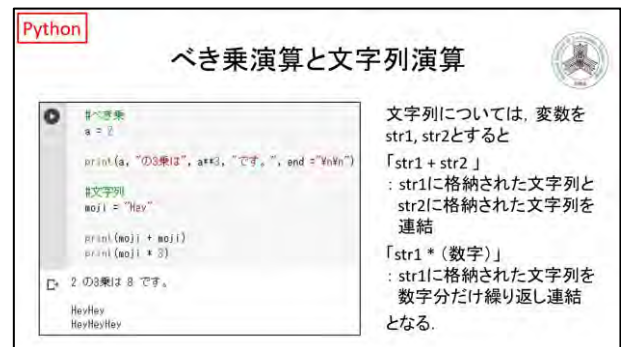 Python
べき乗演算と文字列演算
#べき乗
a = 2
print(a, "の3乗は", a**3, "です。", end ="¥n¥n")
#文字列
moji = "Hey"
print(moji + moji)
print(moji * 3)
2 の3乗は 8 です。
HeyHey
HeyHeyHey
文字列については，変数を
str1, str2とすると
「str1 + str2 」
：str1に格納された文字列と
str2に格納された文字列を
連結
「str1 * （数字）」
：str1に格納された文字列を
数字分だけ繰り返し連結
となる．